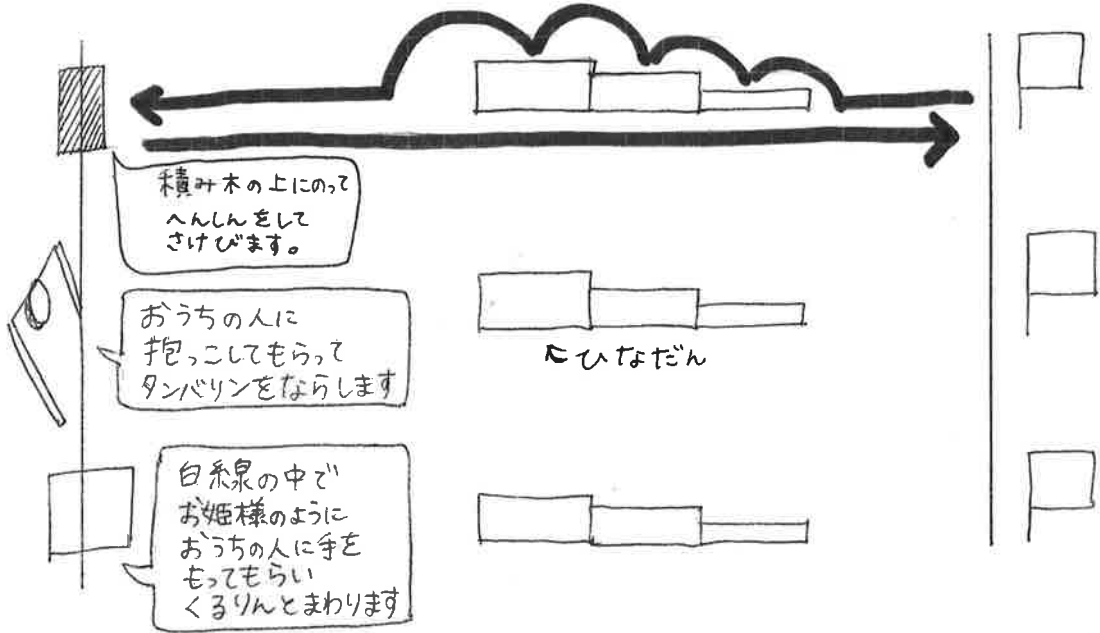 積み木の上にのって
へんしんをして
さけびます。
おうちの人に
抱っこしてもらって
タンバリンをならします
←ひなだん
白線の中で
お姫様のように
おうちの人に手を
もってもらい
くるりんとまわります